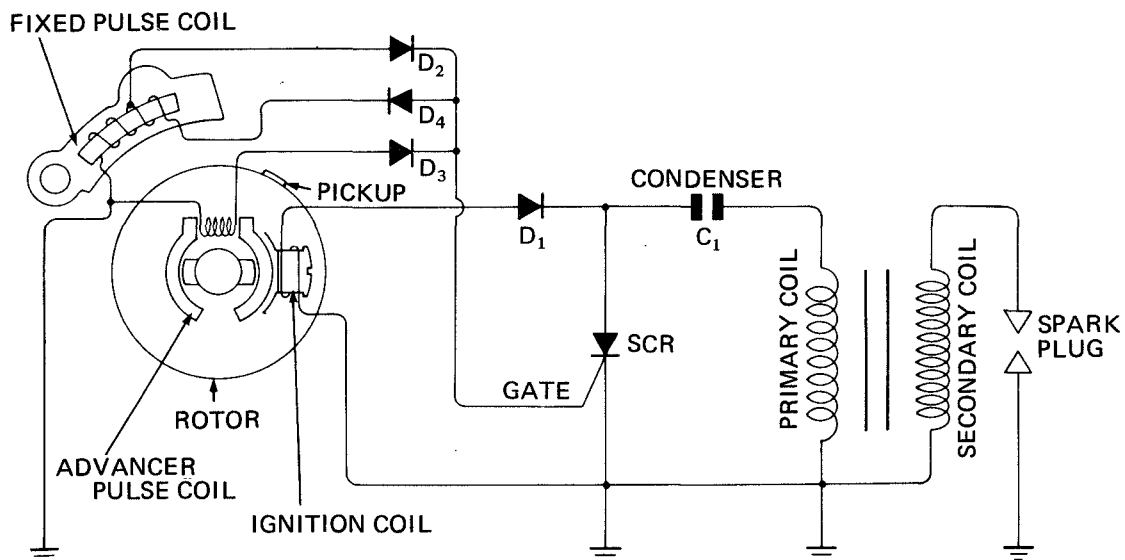 FIXED PULSE COIL
D2
D4
D3
PICKUP
CONDENSER
D1
C1
PRIMARY COIL
SECONDARY COIL
SPARK
PLUG
SCR
GATE
ROTOR
ADVANCER
PULSE COIL
IGNITION COIL